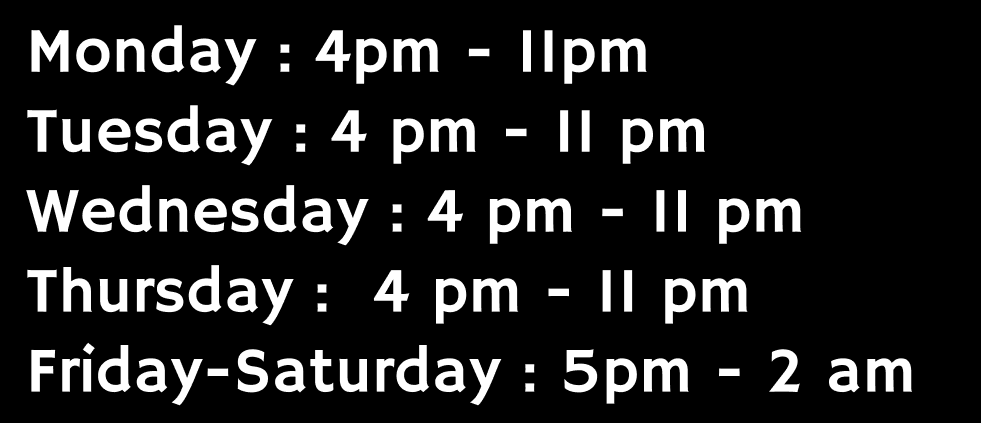 Monday : 4pm - 11pm
Tuesday : 4 pm - 11 pm
Wednesday : 4 pm - 11 pm
Thursday :  4 pm - 11 pm
Friday-Saturday : 5pm - 2 am